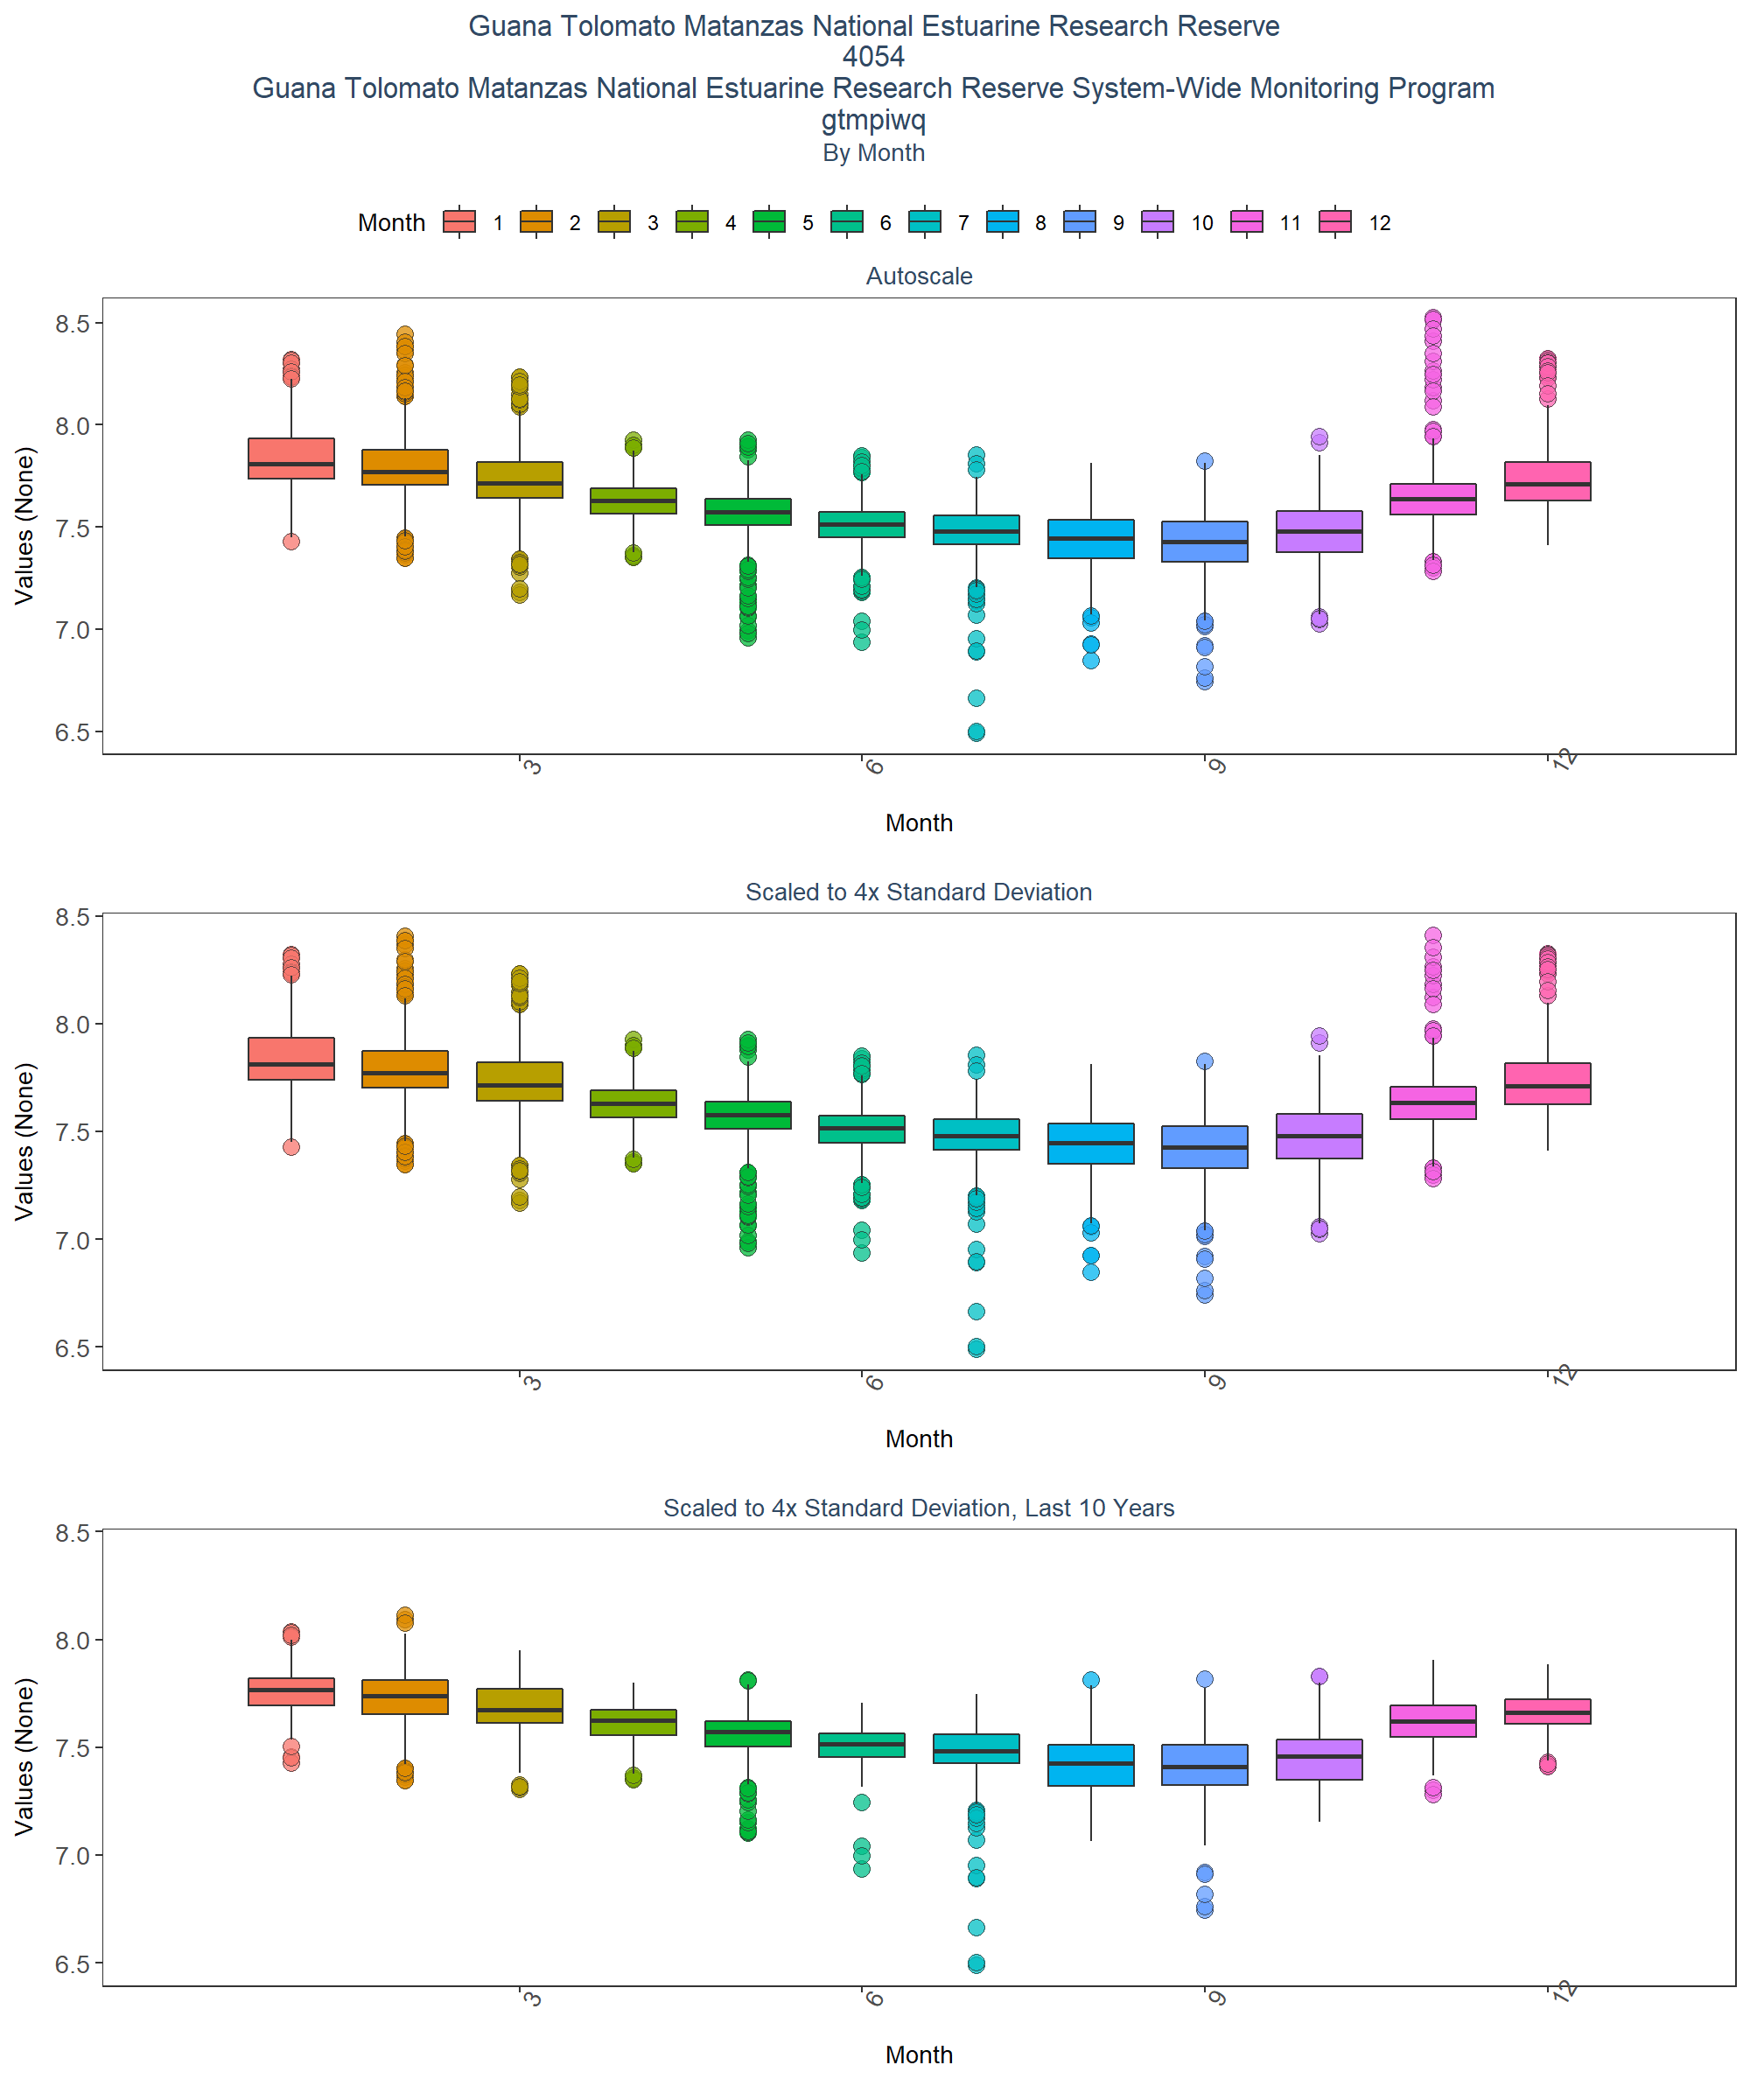 Guana Tolomato Matanzas National Estuarine Research Reserve
4054
Guana Tolomato Matanzas National Estuarine Research Reserve System-Wide Monitoring Program
gtmpiwq
By Month
Month 1 2 3 4 5 6 7 8 9 10 11 12
Autoscale
Values (None)
8.5
8.0
7.5
7.0
6.5
3 6 9 12
Month
Scaled to 4x Standard Deviation
Values (None)
8.5
8.0
7.5
7.0
6.5
3 6 9 12
Month
Scaled to 4x Standard Deviation, Last 10 Years
Values (None)
8.5
8.0
7.5
7.0
6.5
3 6 9 12
Month